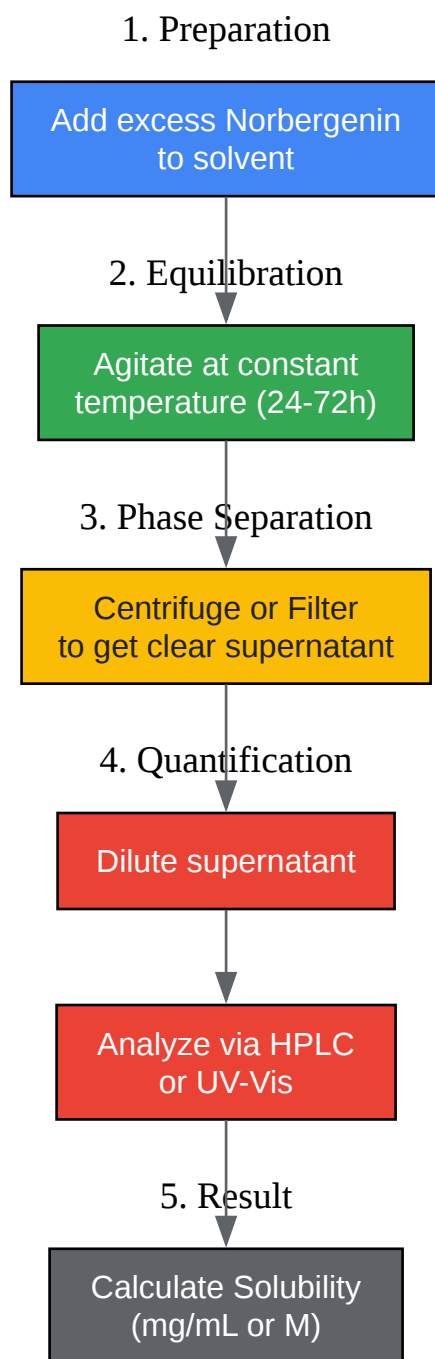 1. Preparation
Add excess Norbergenin
to solvent
2. Equilibration
Agitate at constant
temperature (24-72h)
3. Phase Separation
Centrifuge or Filter
to get clear supernatant
4. Quantification
Dilute supernatant
Analyze via HPLC
or UV-Vis
5. Result
Calculate Solubility
(mg/mL or M)